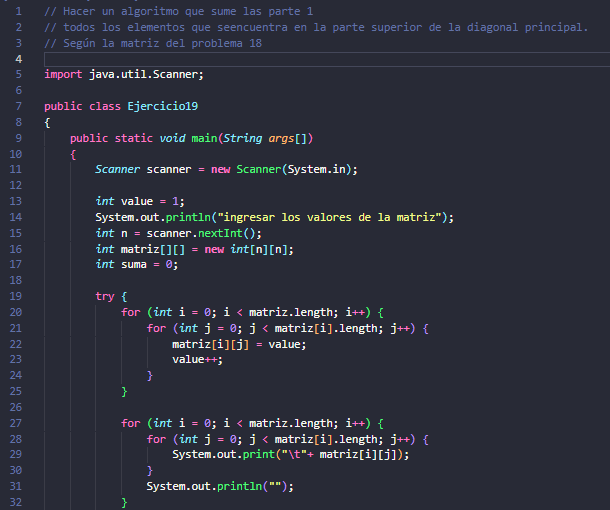 1 // Hacer un algoritmo que sume las parte 1
2 // todos los elementos que seencuentra en la parte superior de la diagonal principal.
3 // Según la matriz del problema 18
4
5 import java.util.Scanner;
6
7 public class Ejercicio19
8 {
9 public static void main(String args[])
10 {
11 Scanner scanner = new Scanner(System.in);
12
13 int value = 1;
14 System.out.println("ingresar los valores de la matriz");
15 int n = scanner.nextInt();
16 int matriz[][] = new int[n][n];
17 int suma = 0;
18
19 try {
20 for (int i = 0; i < matriz.length; i++) {
21 for (int j = 0; j < matriz[i].length; j++) {
22 matriz[i][j] = value;
23 value++;
24 }
25 }
26
27 for (int i = 0; i < matriz.length; i++) {
28 for (int j = 0; j < matriz[i].length; j++) {
29 System.out.print("\t"+ matriz[i][j]);
30 }
31 System.out.println("");
32 }